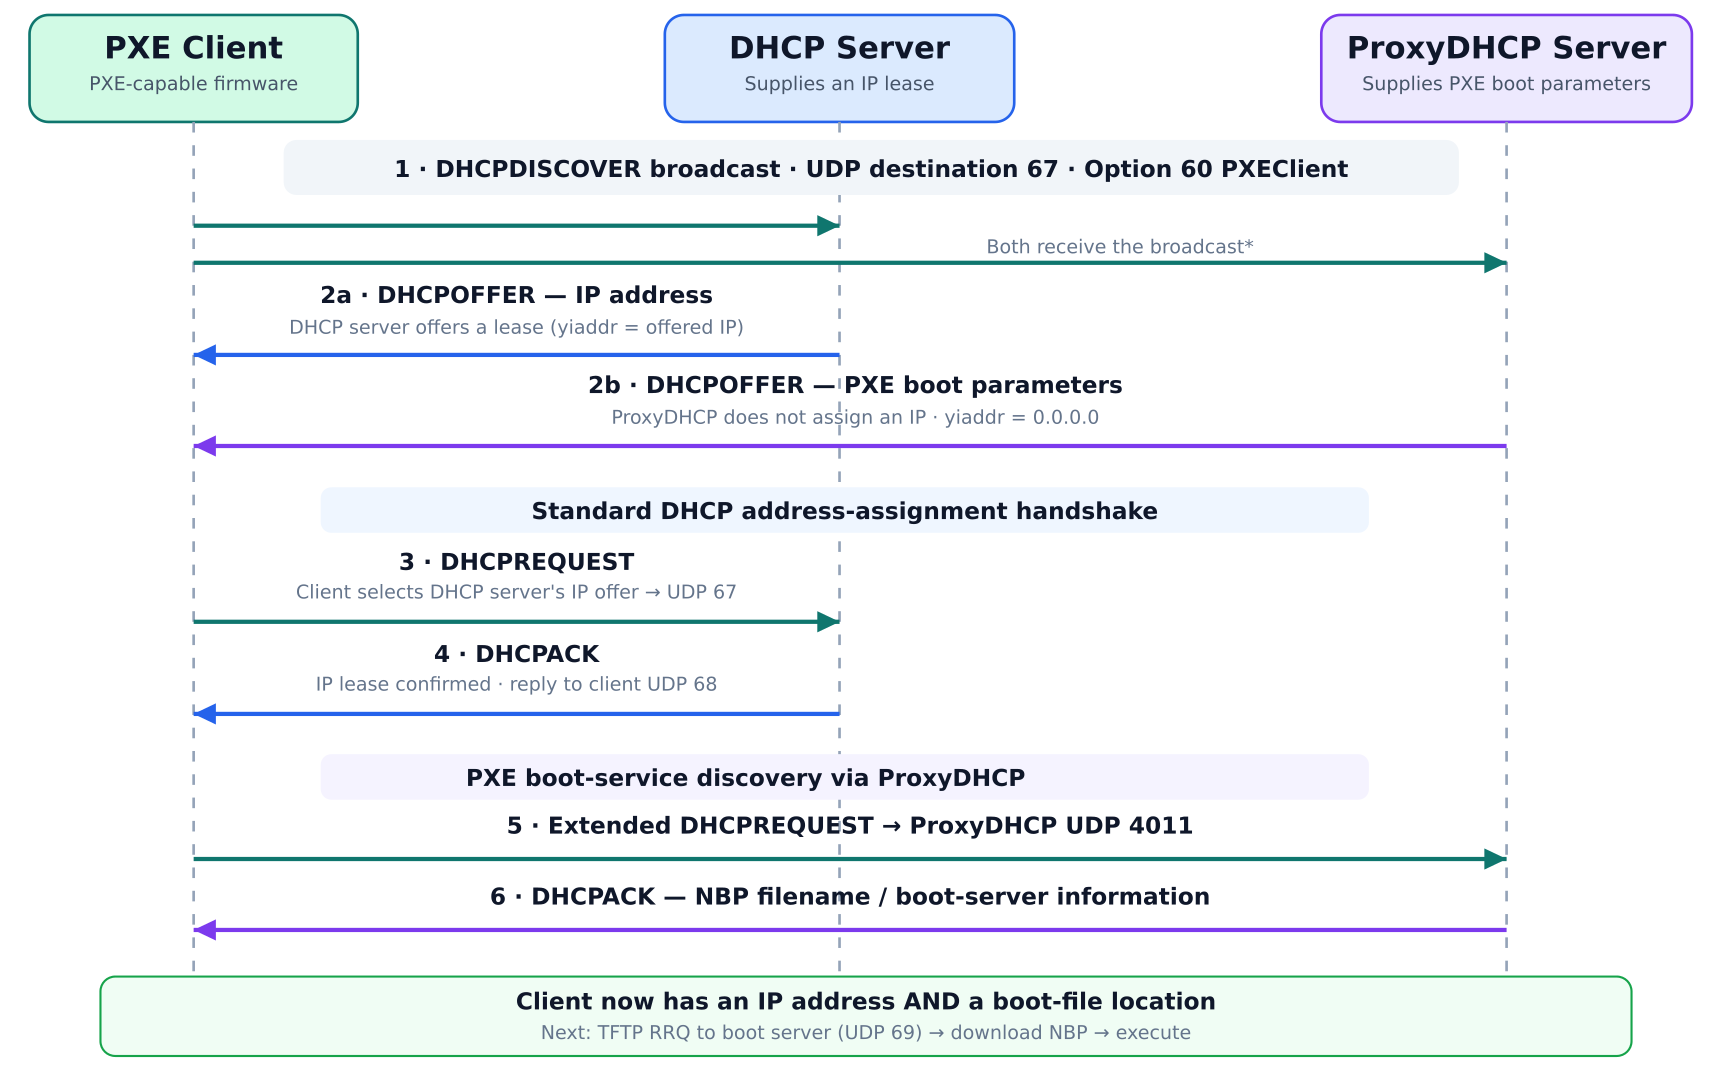 PXE Client
PXE-capable firmware
DHCP Server
Supplies an IP lease
ProxyDHCP Server
Supplies PXE boot parameters
1 · DHCPDISCOVER broadcast · UDP destination 67 · Option 60 PXEClient
Both receive the broadcast*
2a · DHCPOFFER — IP address
DHCP server offers a lease (yiaddr = offered IP)
2b · DHCPOFFER — PXE boot parameters
ProxyDHCP does not assign an IP · yiaddr = 0.0.0.0
Standard DHCP address-assignment handshake
3 · DHCPREQUEST
Client selects DHCP server's IP offer → UDP 67
4 · DHCPACK
IP lease confirmed · reply to client UDP 68
PXE boot-service discovery via ProxyDHCP
5 · Extended DHCPREQUEST → ProxyDHCP UDP 4011
6 · DHCPACK — NBP filename / boot-server information
Client now has an IP address AND a boot-file location
Next: TFTP RRQ to boot server (UDP 69) → download NBP → execute